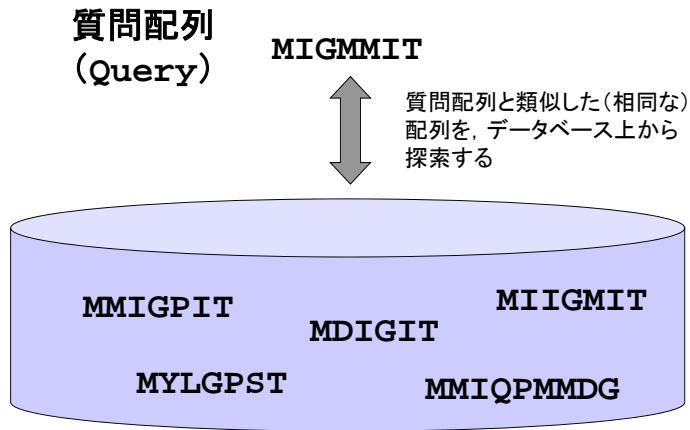 質問配列
（Query）
MIGMMIT
質問配列と類似した（相同な）
配列を，データベース上から
探索する
MMIGPIT
MIIGMIT
MDIGIT
MYLGPST
MMIQPMMDG